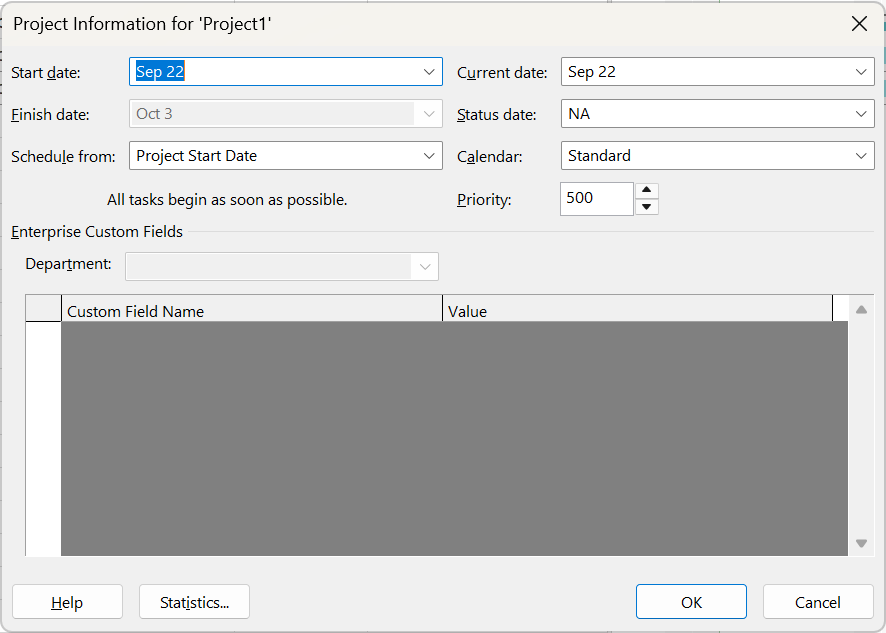 Project Information for 'Project1'
Start date: Sep 22 Current date: Sep 22
Finish date: Oct 3 Status date: NA
Schedule from: Project Start Date Calendar: Standard
All tasks begin as soon as possible. Priority: 500
Enterprise Custom Fields
Department:
Custom Field Name Value
Help Statistics... OK Cancel